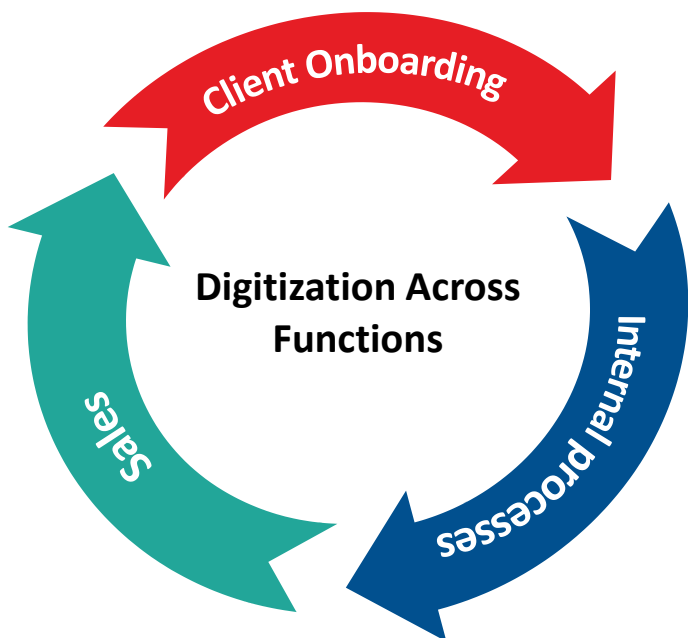 Client Onboarding
Digitization Across
Functions
Internal processes
Sales